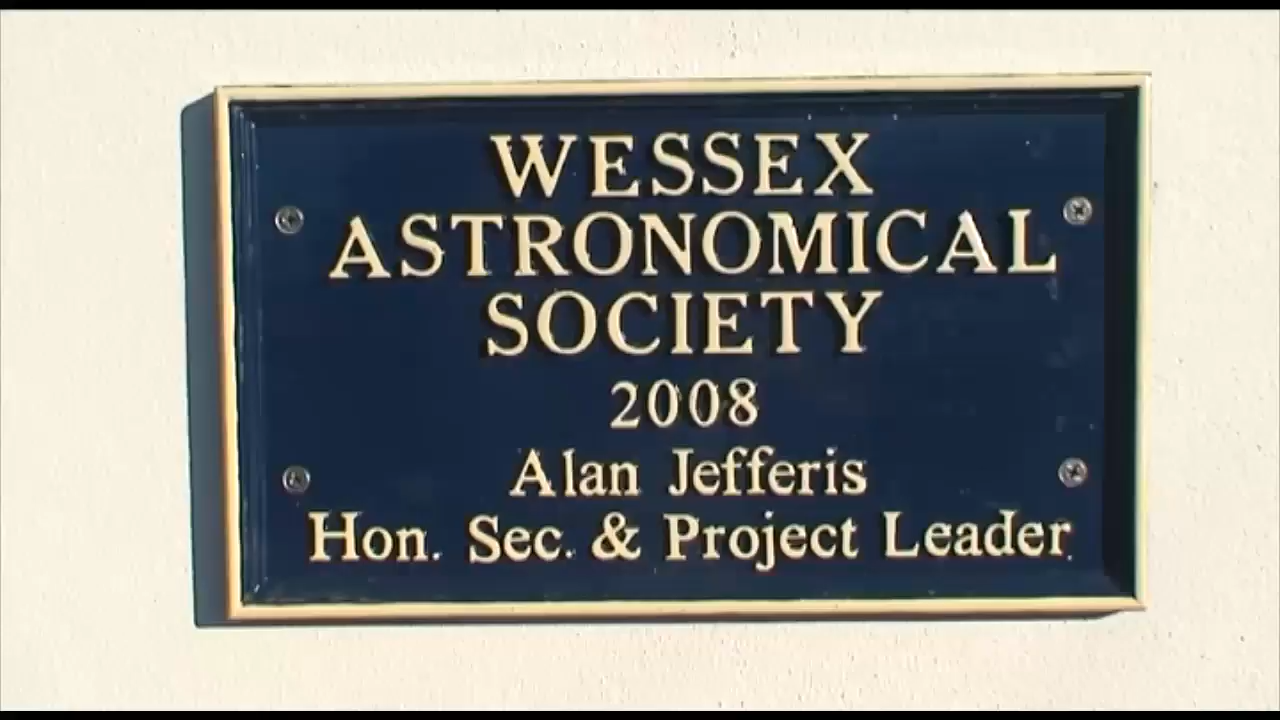 WESSEX
ASTRONOMICAL
SOCIETY
2008
Alan Jefferis
Hon. Sec. & Project Leader